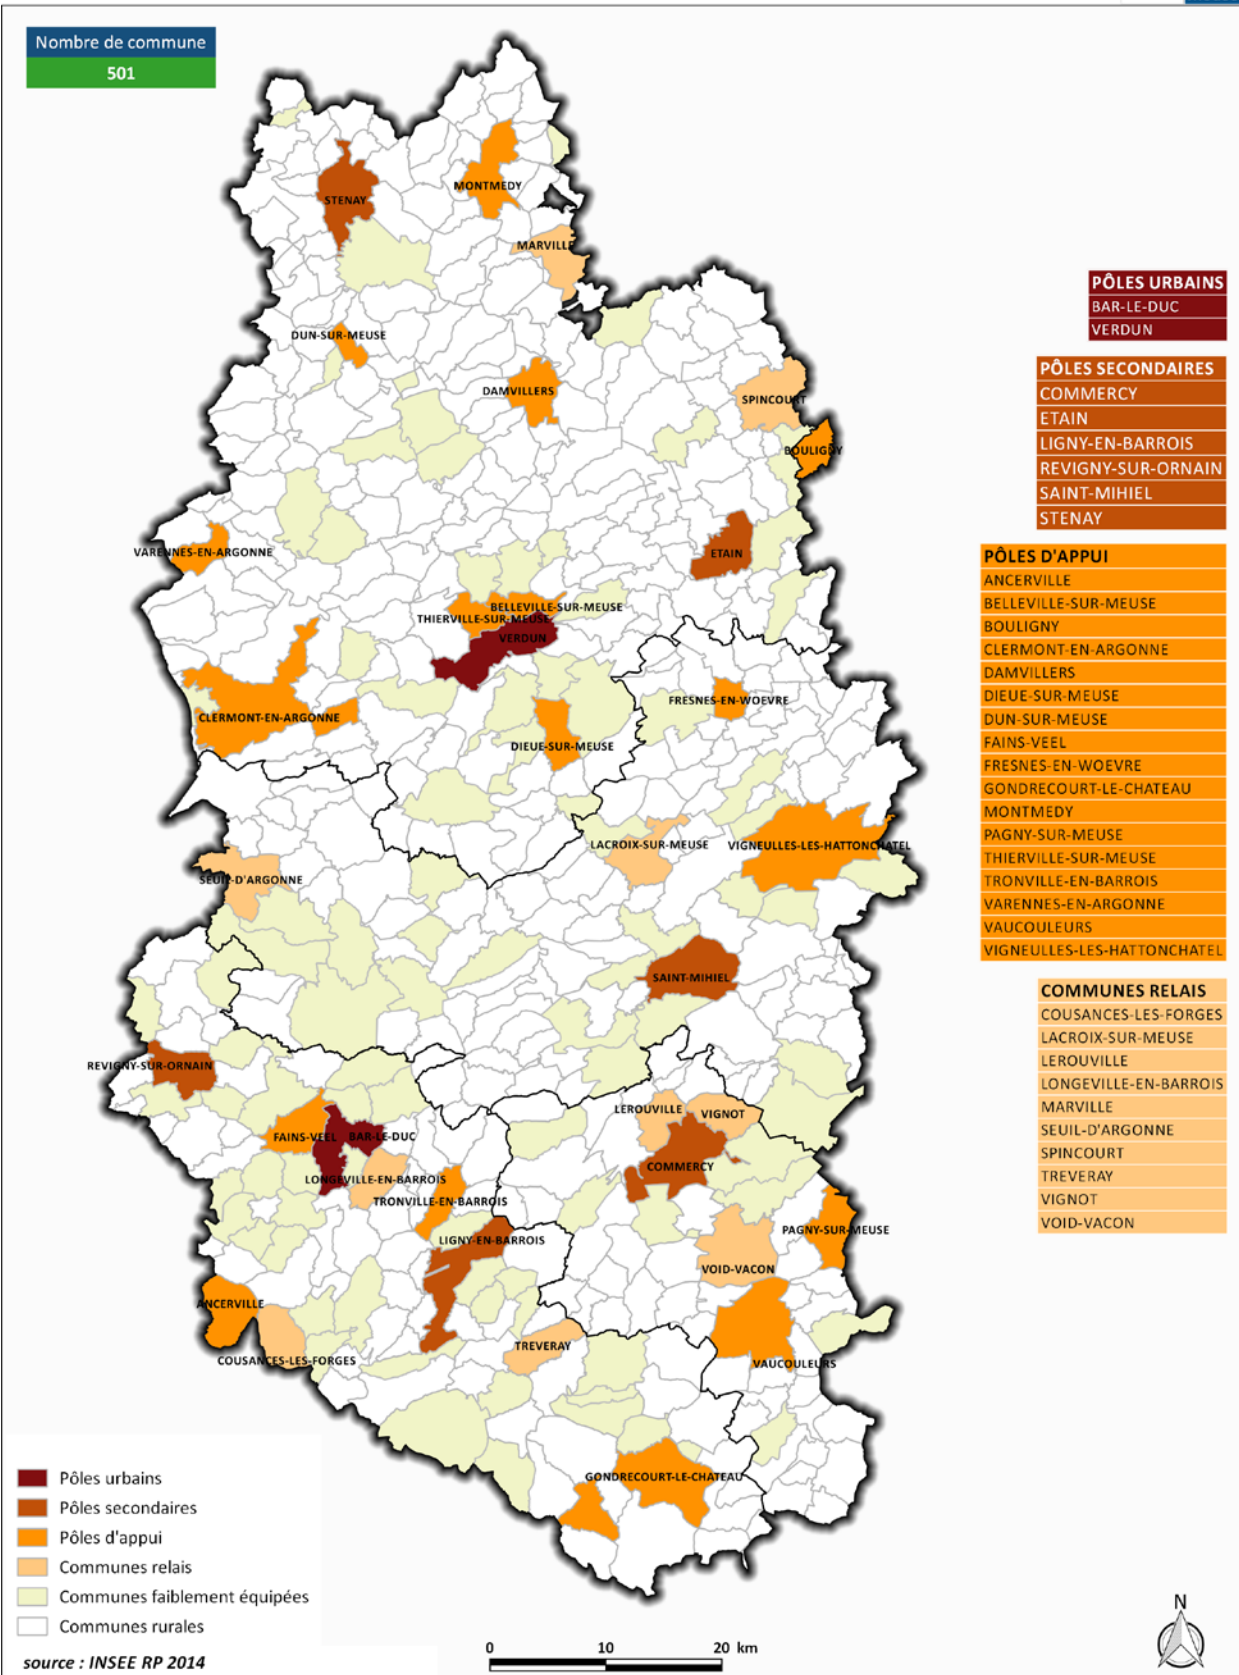 Nombre de commune
501
STENAY
MONTMEDY
MARVILLE
DUN-SUR-MEUSE
DAMVILLERS
SPINCOURT
BOULIGNY
VARENNES-EN-ARGONNE
ETAIN
BELLEVILLE-SUR-MEUSE
THIERVILLE-SUR-MEUSE
VERDUN
CLERMONT-EN-ARGONNE
FRESNES-EN-WOEVRE
DIEUE-SUR-MEUSE
LACROIX-SUR-MEUSE
VIGNEULLES-LES-HATTONCHATEL
SEUIL-D'ARGONNE
SAINT-MIHIEL
REVIGNY-SUR-ORNAIN
LEROUVILLE
VIGNOT
FAINS-VEEL
BAR-LE-DUC
COMMERCY
LONGEVILLE-EN-BARROIS
TRONVILLE-EN-BARROIS
PAGNY-SUR-MEUSE
LIGNY-EN-BARROIS
VOID-VACON
ANCERVILLE
TREVERAY
COUSANCES-LES-FORGES
VAUCOULEURS
GONDRECOURT-LE-CHATEAU
PÔLES URBAINS
BAR-LE-DUC
VERDUN
PÔLES SECONDAIRES
COMMERCY
ETAIN
LIGNY-EN-BARROIS
REVIGNY-SUR-ORNAIN
SAINT-MIHIEL
STENAY
PÔLES D'APPUI
ANCERVILLE
BELLEVILLE-SUR-MEUSE
BOULIGNY
CLERMONT-EN-ARGONNE
DAMVILLERS
DIEUE-SUR-MEUSE
DUN-SUR-MEUSE
FAINS-VEEL
FRESNES-EN-WOEVRE
GONDRECOURT-LE-CHATEAU
MONTMEDY
PAGNY-SUR-MEUSE
THIERVILLE-SUR-MEUSE
TRONVILLE-EN-BARROIS
VARENNES-EN-ARGONNE
VAUCOULEURS
VIGNEULLES-LES-HATTONCHATEL
COMMUNES RELAIS
COUSANCES-LES-FORGES
LACROIX-SUR-MEUSE
LEROUVILLE
LONGEVILLE-EN-BARROIS
MARVILLE
SEUIL-D'ARGONNE
SPINCOURT
TREVERAY
VIGNOT
VOID-VACON
Pôles urbains
Pôles secondaires
Pôles d'appui
Communes relais
Communes faiblement équipées
Communes rurales
source : INSEE RP 2014
0 10 20 km
N